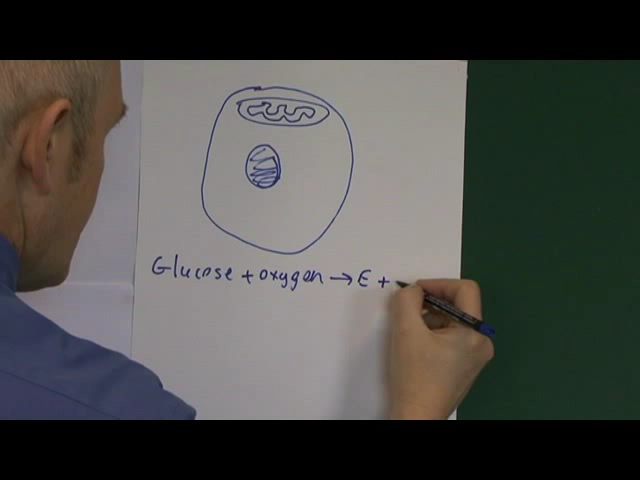 Glucose + oxygen → E +